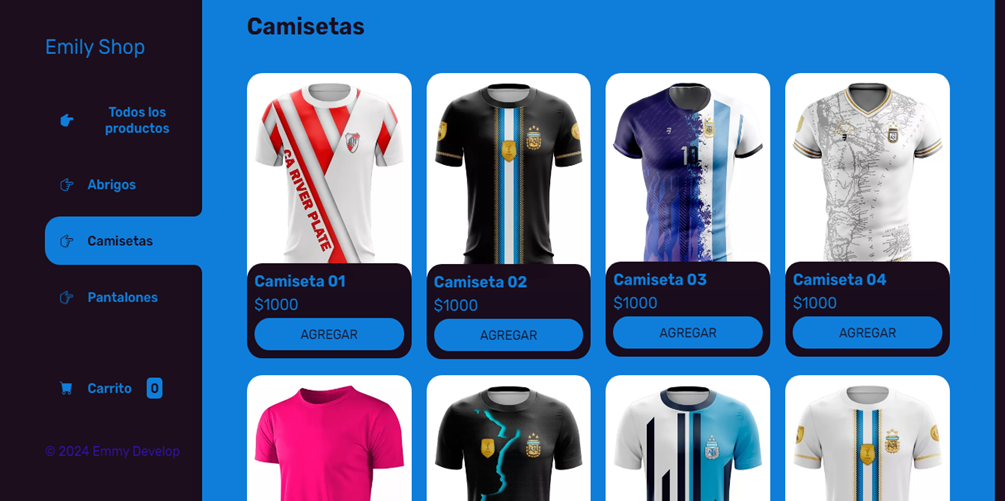 Emily Shop
Todos los
productos
Abrigos
Camisetas
Pantalones
Carrito 0
© 2024 Emmy Develop
Camisetas
CA RIVER PLATE
11
Camiseta 01
$1000
AGREGAR
Camiseta 02
$1000
AGREGAR
Camiseta 03
$1000
AGREGAR
Camiseta 04
$1000
AGREGAR